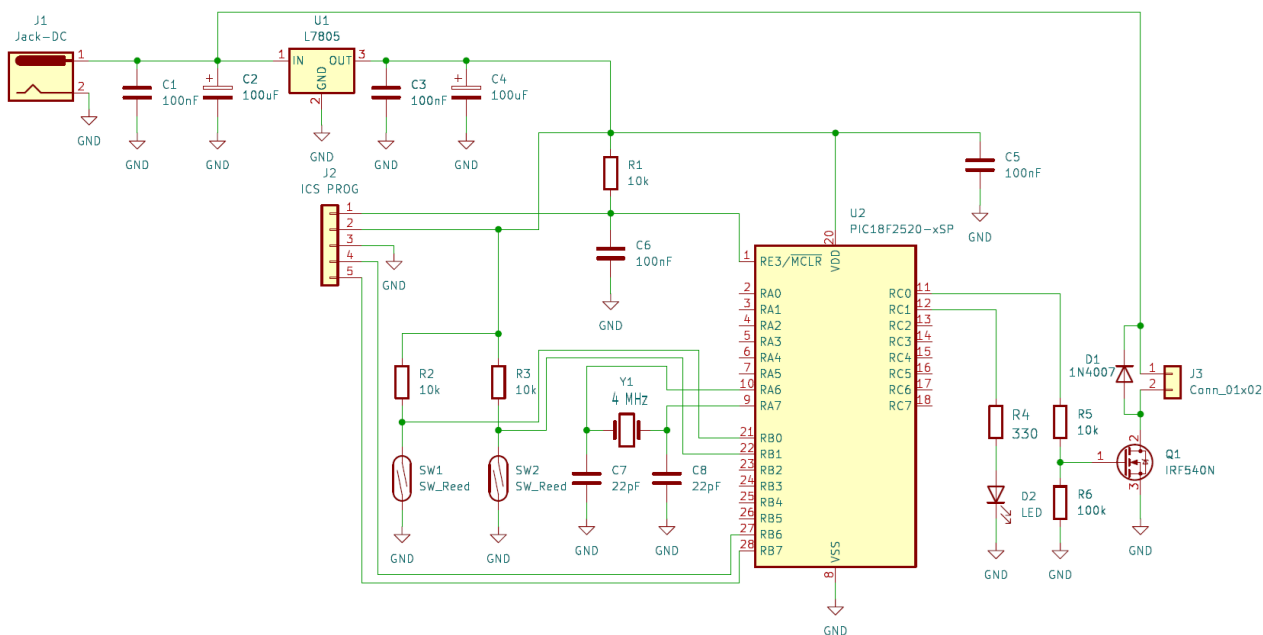 J1
Jack-DC
1
2
GND
C1
100nF
GND
+
C2
100uF
GND
U1
L7805
1
IN
OUT
3
GND
2
GND
C3
100nF
GND
+
C4
100uF
GND
R1
10k
C5
100nF
GND
J2
ICS PROG
1
2
3
4
5
GND
C6
100nF
GND
U2
PIC18F2520-xSP
20
VDD
1
RE3/MCLR
2
RA0
3
RA1
4
RA2
5
RA3
6
RA4
7
RA5
10
RA6
9
RA7
21
RB0
22
RB1
23
RB2
24
RB3
25
RB4
26
RB5
27
RB6
28
RB7
RC0
11
RC1
12
RC2
13
RC3
14
RC4
15
RC5
16
RC6
17
RC7
18
VSS
8
GND
R2
10k
R3
10k
SW1
SW_Reed
GND
SW2
SW_Reed
GND
Y1
4 MHz
C7
22pF
GND
C8
22pF
GND
R4
330
D2
LED
GND
R5
10k
R6
100k
GND
D1
1N4007
1
2
J3
Conn_01x02
2
1
3
Q1
IRF540N
GND